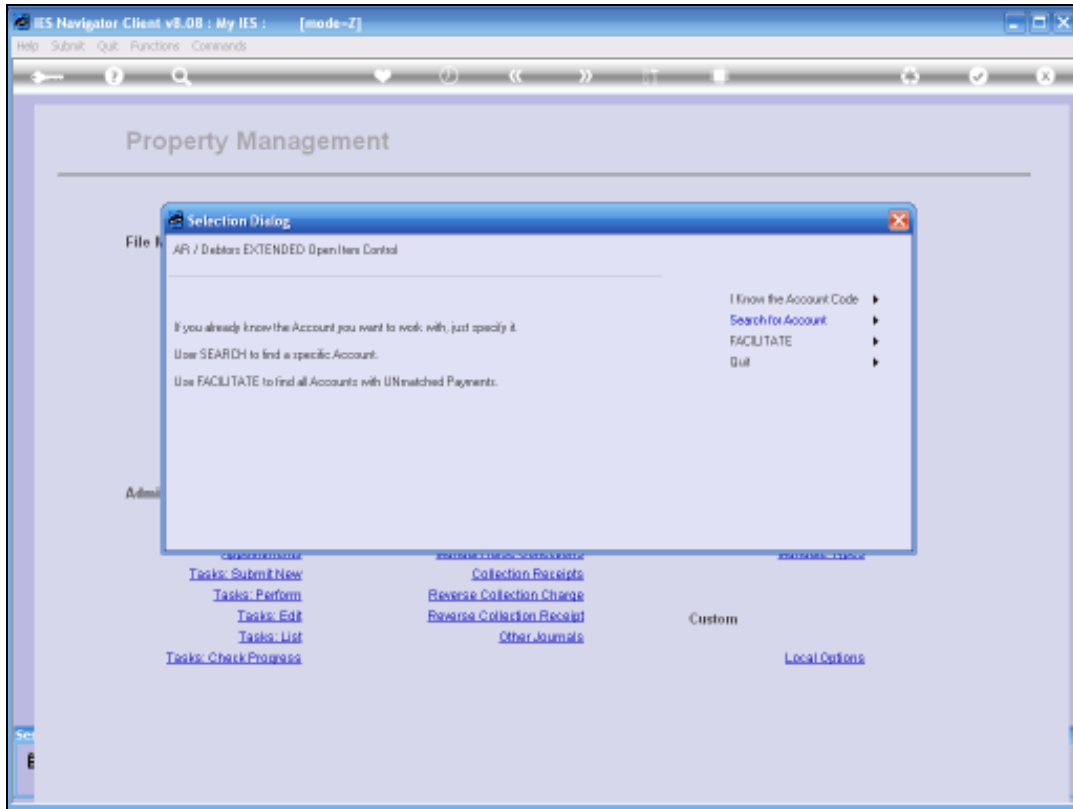 IES Navigator Client v8.08 : My IES : [mode=Z]
Help Submit Quit Functions Commands
Property Management
Selection Dialog
File
AR / Debtors EXTENDED Open Item Control
I Know the Account Code
If you already know the Account you want to work with, just specify it.
Search for Account
User SEARCH to find a specific Account.
FACILITATE
Quit
Use FACILITATE to find all Accounts with UNmatched Payments.
Tasks: Submit New
Collection Receipts
Tasks: Perform
Reverse Collection Charge
Tasks: Edit
Reverse Collection Receipt
Custom
Tasks: List
Other Journals
Tasks: Check Progress
Local Options